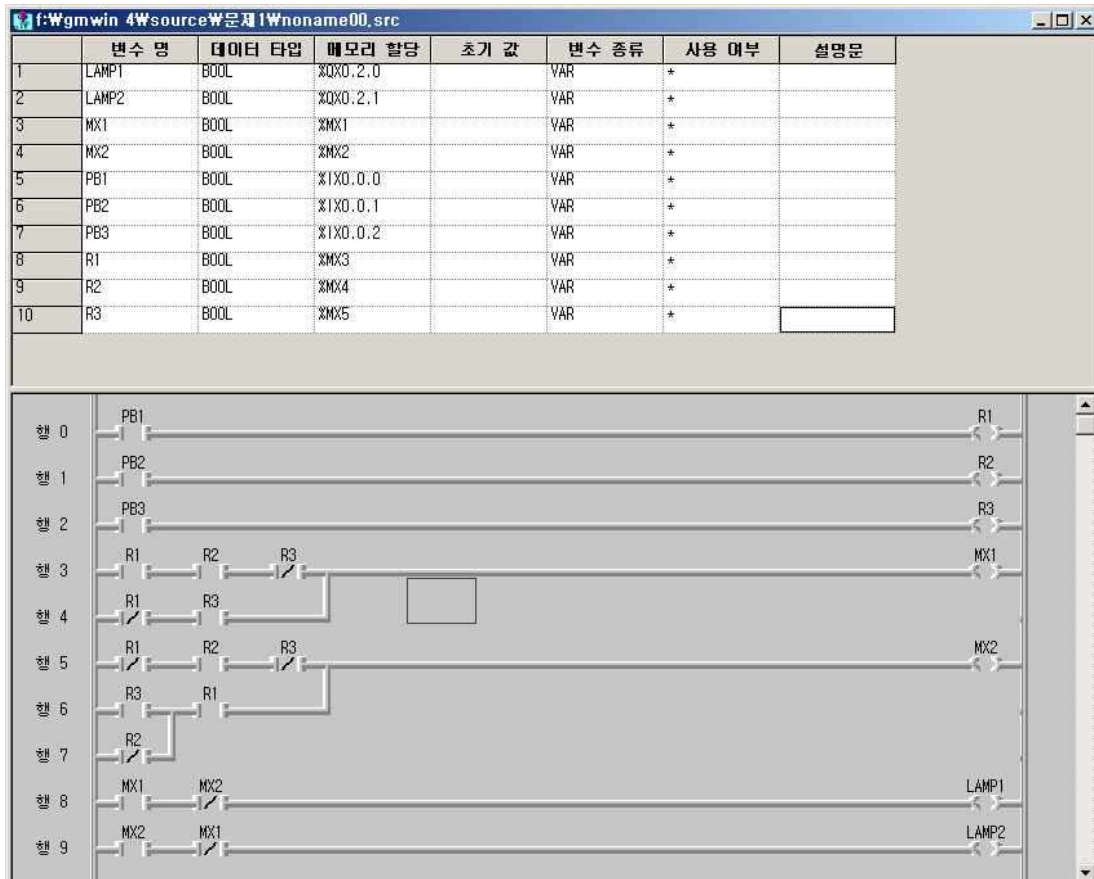 f:₩gmwin 4₩source₩문제1₩noname00.src
변수 명 데이터 타입 메모리 할당 초기 값 변수 종류 사용 여부 설명문
1 LAMP1 BOOL %QX0.2.0 VAR *
2 LAMP2 BOOL %QX0.2.1 VAR *
3 MX1 BOOL %MX1 VAR *
4 MX2 BOOL %MX2 VAR *
5 PB1 BOOL %IX0.0.0 VAR *
6 PB2 BOOL %IX0.0.1 VAR *
7 PB3 BOOL %IX0.0.2 VAR *
8 R1 BOOL %MX3 VAR *
9 R2 BOOL %MX4 VAR *
10 R3 BOOL %MX5 VAR *
행 0 PB1 R1
행 1 PB2 R2
행 2 PB3 R3
행 3 R1 R2 R3 MX1
행 4 R1 R3
행 5 R1 R2 R3 MX2
행 6 R3 R1
행 7 R2
행 8 MX1 MX2 LAMP1
행 9 MX2 MX1 LAMP2